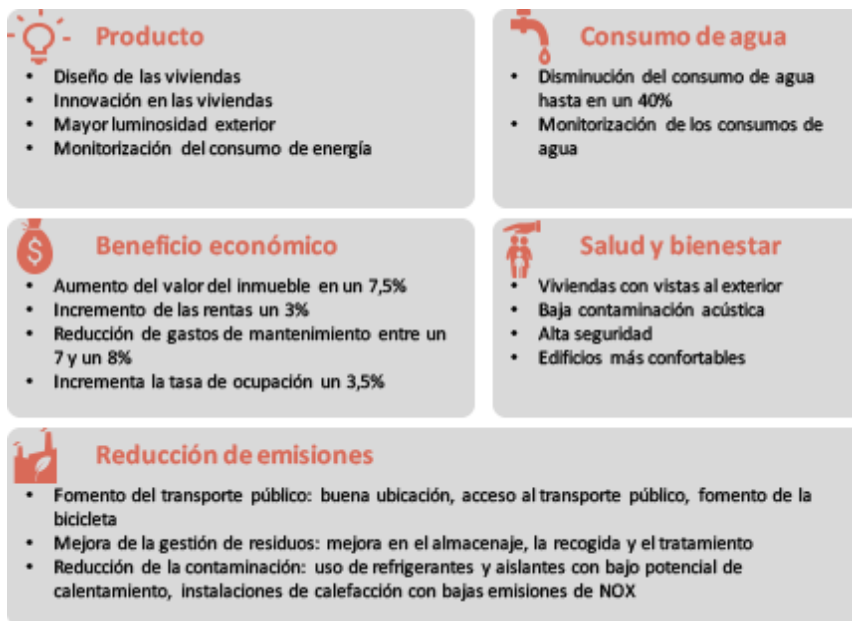 Producto
• Diseño de las viviendas
• Innovación en las viviendas
• Mayor luminosidad exterior
• Monitorización del consumo de energía
Consumo de agua
• Disminución del consumo de agua
hasta en un 40%
• Monitorización de los consumos de
agua
Beneficio económico
• Aumento del valor del inmueble en un 7,5%
• Incremento de las rentas un 3%
• Reducción de gastos de mantenimiento entre un
7 y un 8%
• Incrementa la tasa de ocupación un 3,5%
Salud y bienestar
• Viviendas con vistas al exterior
• Baja contaminación acústica
• Alta seguridad
• Edificios más confortables
Reducción de emisiones
• Fomento del transporte público: buena ubicación, acceso al transporte público, fomento de la
bicicleta
• Mejora de la gestión de residuos: mejora en el almacenaje, la recogida y el tratamiento
• Reducción de la contaminación: uso de refrigerantes y aislantes con bajo potencial de
calentamiento, instalaciones de calefacción con bajas emisiones de NOX